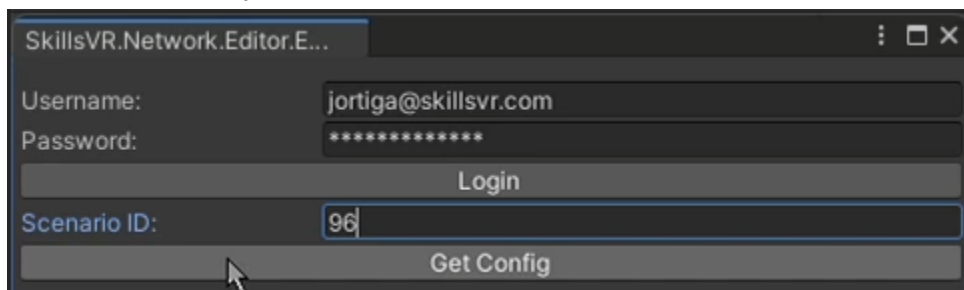 SkillsVR.Network.Editor.E...
Username: jortiga@skillsvr.com
Password: *************
Login
Scenario ID: 96
Get Config